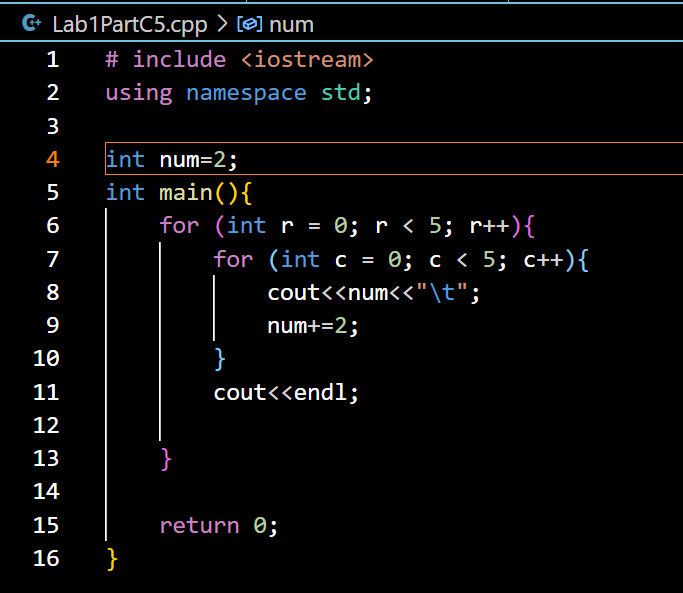 Lab1PartC5.cpp > num
1 # include <iostream>
2 using namespace std;
3
4 int num=2;
5 int main(){
6     for (int r = 0; r < 5; r++){
7         for (int c = 0; c < 5; c++){
8             cout<<num<<"\t";
9             num+=2;
10         }
11         cout<<endl;
12
13     }
14
15     return 0;
16 }